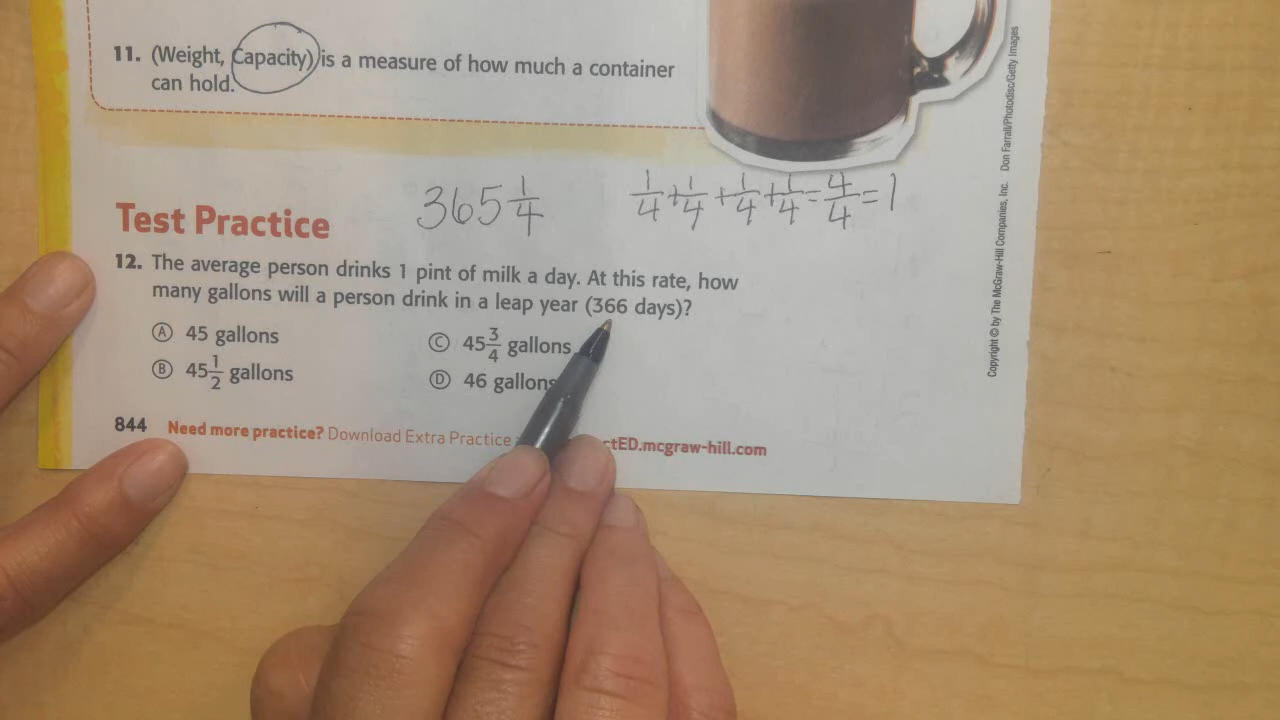 11. (Weight, Capacity) is a measure of how much a container
can hold.
Don Farrall/Photodisc/Getty Images
365 1/4
1/4 + 1/4 + 1/4 + 1/4 = 4/4 = 1
Test Practice
12. The average person drinks 1 pint of milk a day. At this rate, how
many gallons will a person drink in a leap year (366 days)?
A 45 gallons
B 45 1/2 gallons
C 45 3/4 gallons
D 46 gallons
844 Need more practice? Download Extra Practice ctED.mcgraw-hill.com
Copyright © by The McGraw-Hill Companies, Inc.